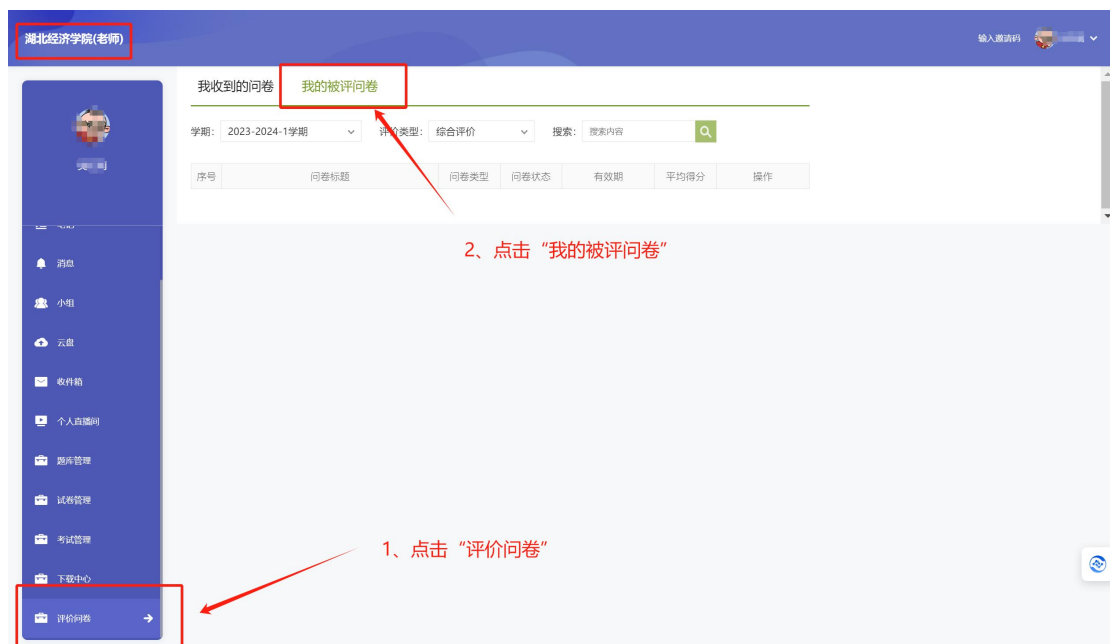 湖北经济学院(老师)
输入邀请码
我收到的问卷 我的被评问卷
学期: 2023-2024-1学期 评价类型: 综合评价 搜索: 搜索内容
序号 问卷标题 问卷类型 问卷状态 有效期 平均得分 操作
2、点击“我的被评问卷”
消息
小组
云盘
收件箱
个人直播间
题库管理
试卷管理
考试管理
1、点击“评价问卷”
下载中心
评价问卷